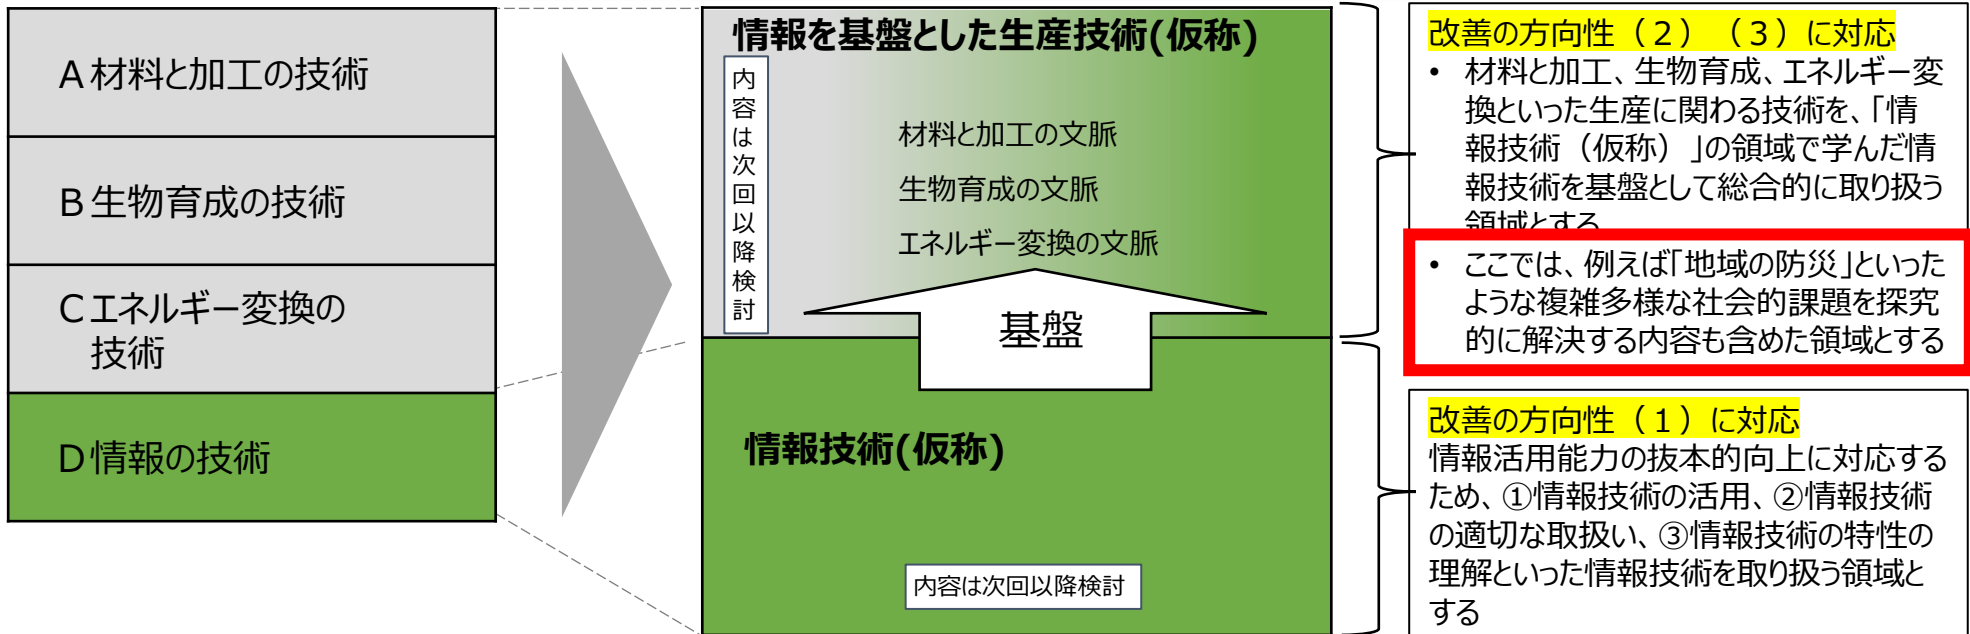 A 材料と加工の技術
B 生物育成の技術
C エネルギー変換の
技術
D 情報の技術
情報を基盤とした生産技術(仮称)
内容は次回以降検討
材料と加工の文脈
生物育成の文脈
エネルギー変換の文脈
基盤
情報技術(仮称)
内容は次回以降検討
改善の方向性（２）（３）に対応
• 材料と加工、生物育成、エネルギー変
換といった生産に関わる技術を、「情
報技術（仮称）」の領域で学んだ情
報技術を基盤として総合的に取り扱う
領域とする
• ここでは、例えば「地域の防災」といった
ような複雑多様な社会的課題を探究
的に解決する内容も含めた領域とする
改善の方向性（１）に対応
情報活用能力の抜本的向上に対応する
ため、①情報技術の活用、②情報技術
の適切な取扱い、③情報技術の特性の
理解といった情報技術を取り扱う領域と
する